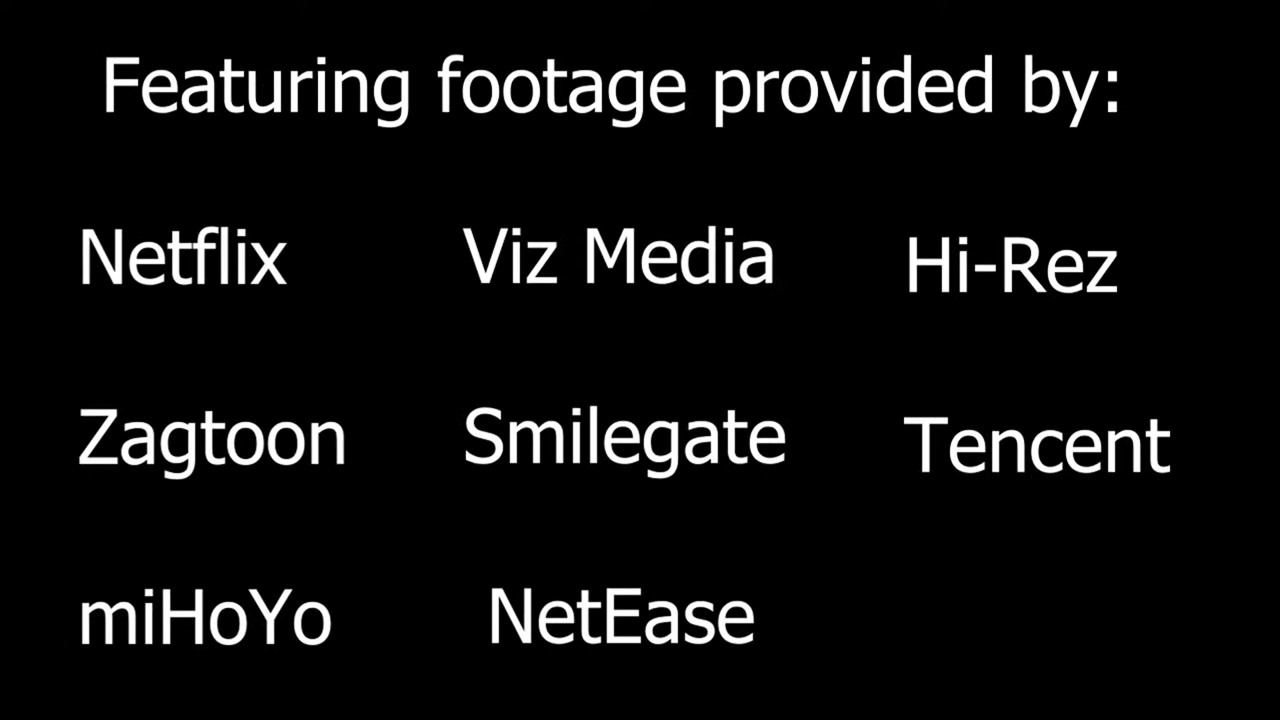 Featuring footage provided by:
Netflix Viz Media Hi-Rez
Zagtoon Smilegate Tencent
miHoYo NetEase